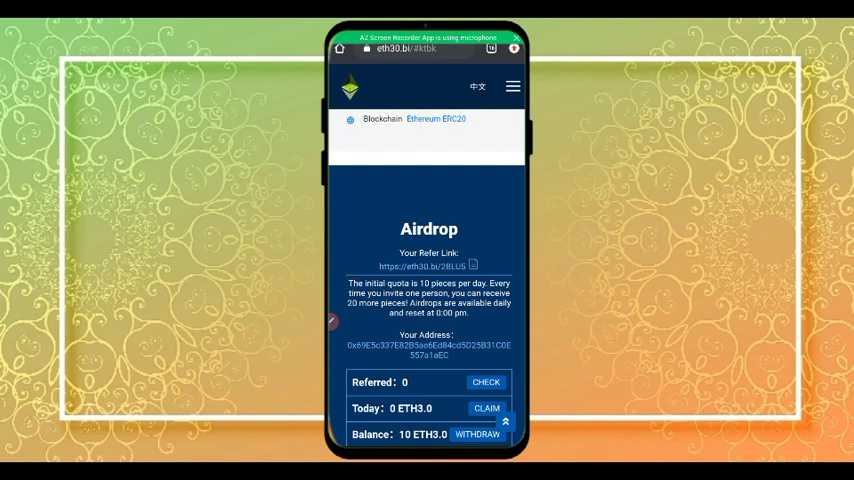 AZ Screen Recorder App is using microphone
eth30.bi/#ktbk
中文
Blockchain Ethereum ERC20
Airdrop
Your Refer Link:
https://eth30.bi/2BLU5
The initial quota is 10 pieces per day. Every
time you invite one person, you can receive
20 more pieces! Airdrops are available daily
and reset at 0:00 pm.
Your Address:
0x69E5c337E82B5ae6Ed84cd5D25B31C0E
557a1aEC
Referred: 0 CHECK
Today: 0 ETH3.0 CLAIM
Balance: 10 ETH3.0 WITHDRAW